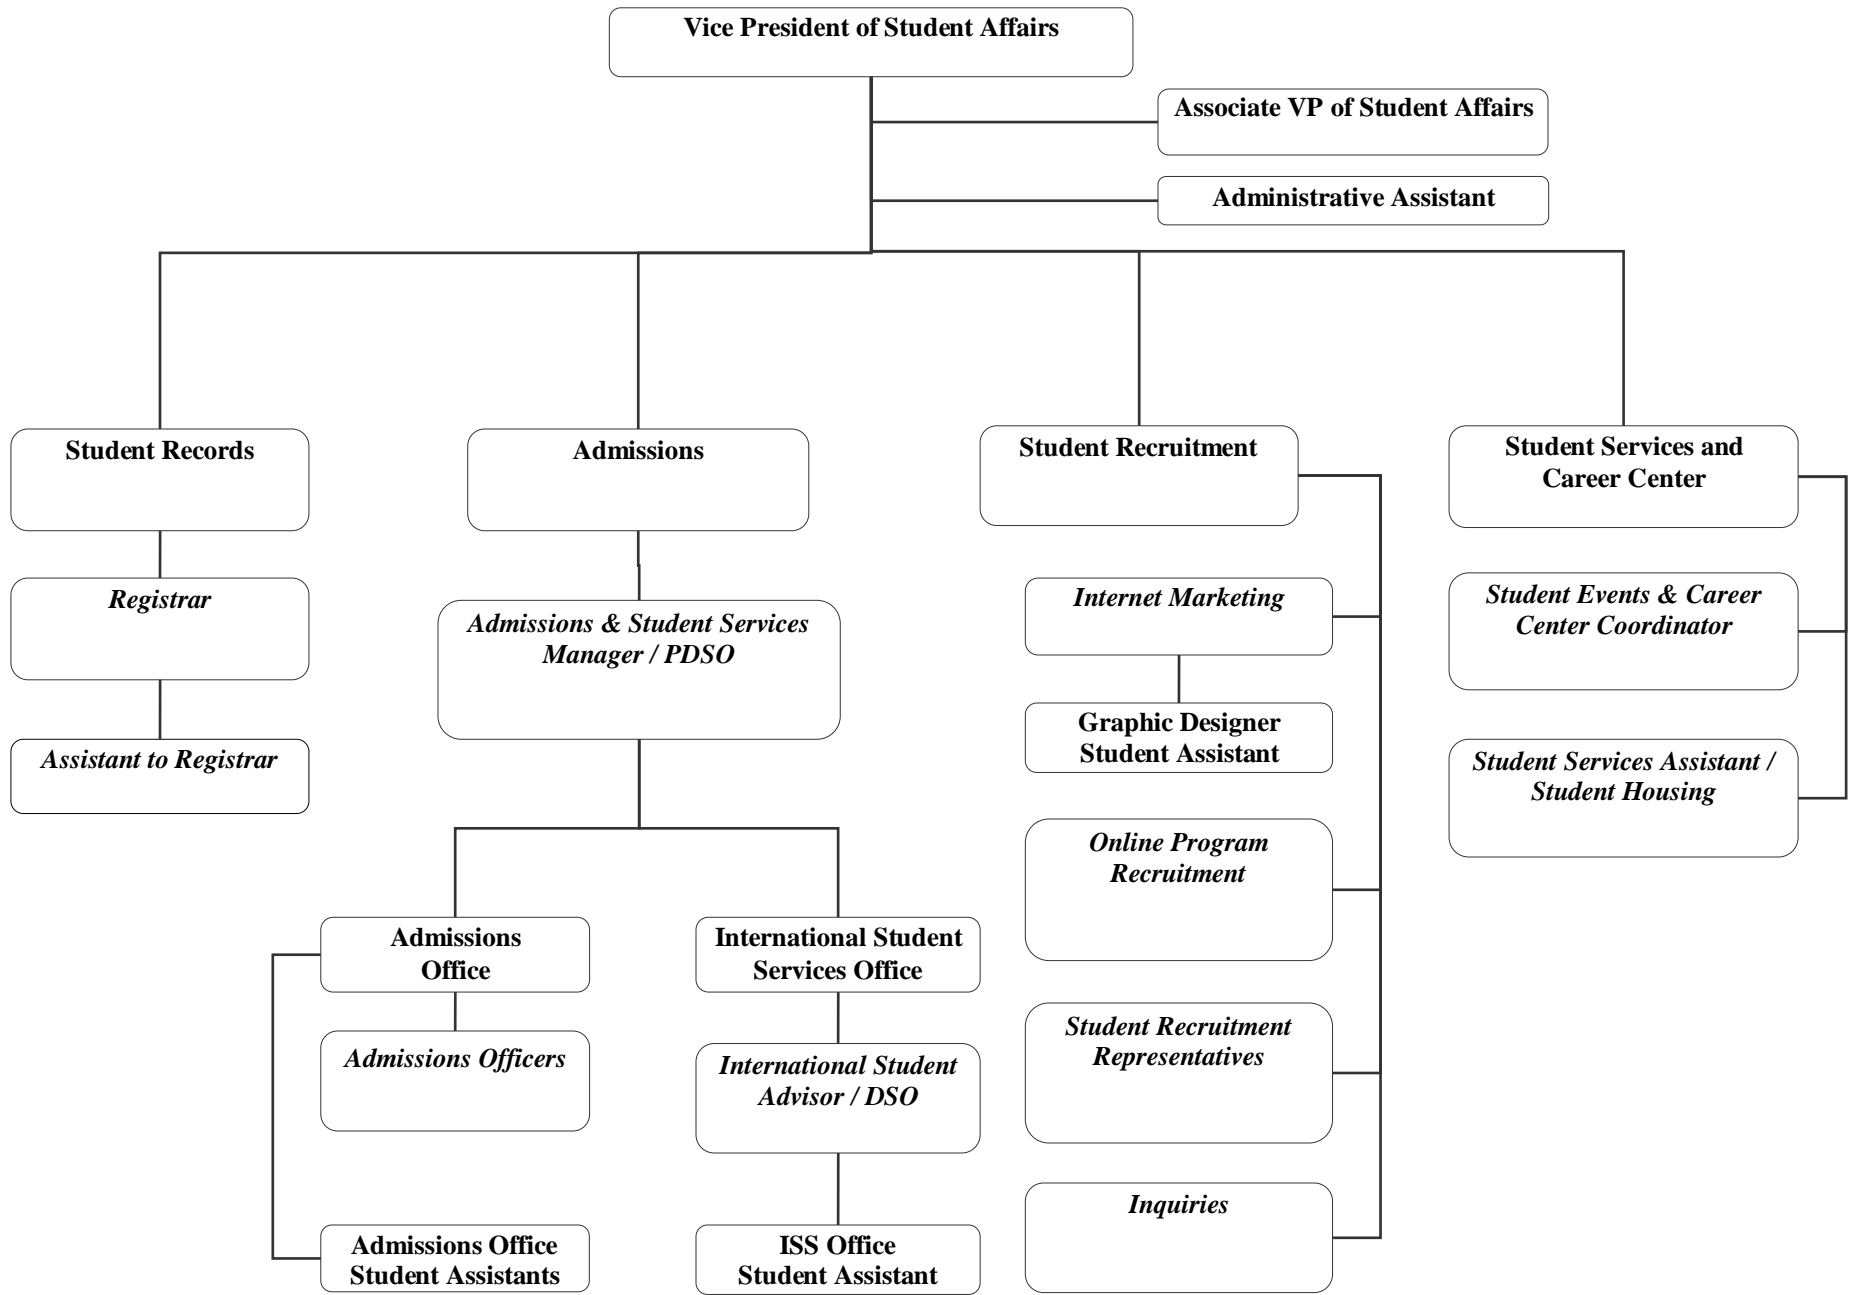 Vice President of Student Affairs
Associate VP of Student Affairs
Administrative Assistant
Student Records
Admissions
Student Recruitment
Student Services and
Career Center
Registrar
Admissions & Student Services
Manager / PDSO
Internet Marketing
Student Events & Career
Center Coordinator
Assistant to Registrar
Graphic Designer
Student Assistant
Student Services Assistant /
Student Housing
Online Program
Recruitment
Admissions
Office
International Student
Services Office
Student Recruitment
Representatives
Admissions Officers
International Student
Advisor / DSO
Inquiries
Admissions Office
Student Assistants
ISS Office
Student Assistant